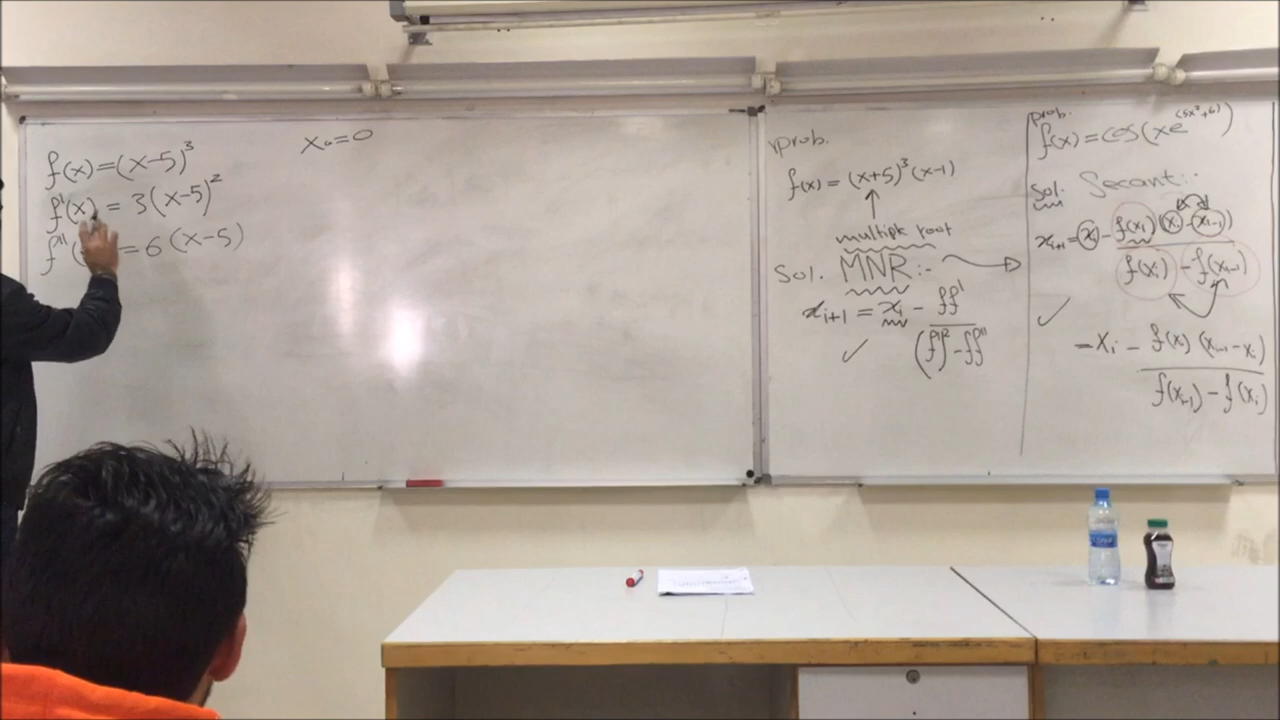 f(x)=(x-5)³
x₀=0
f'(x) = 3(x-5)²
f''( =6(x-5)
prob.
f(x)= (x+5)³(x-1)
multiple root
Sol. MNR:-
x_{i+1} = x_i - ff' / ((f')² - ff'')
prob.
f(x)=cos(xe^{(5x²+6)})
Sol. Secant:-
x_{i+1} = x_i - f(x_i)(x_i - x_{i-1}) / f(x_i) - f(x_{i-1})
= x_i - f(x_i)(x_{i-1} - x_i) / f(x_{i-1}) - f(x_i)